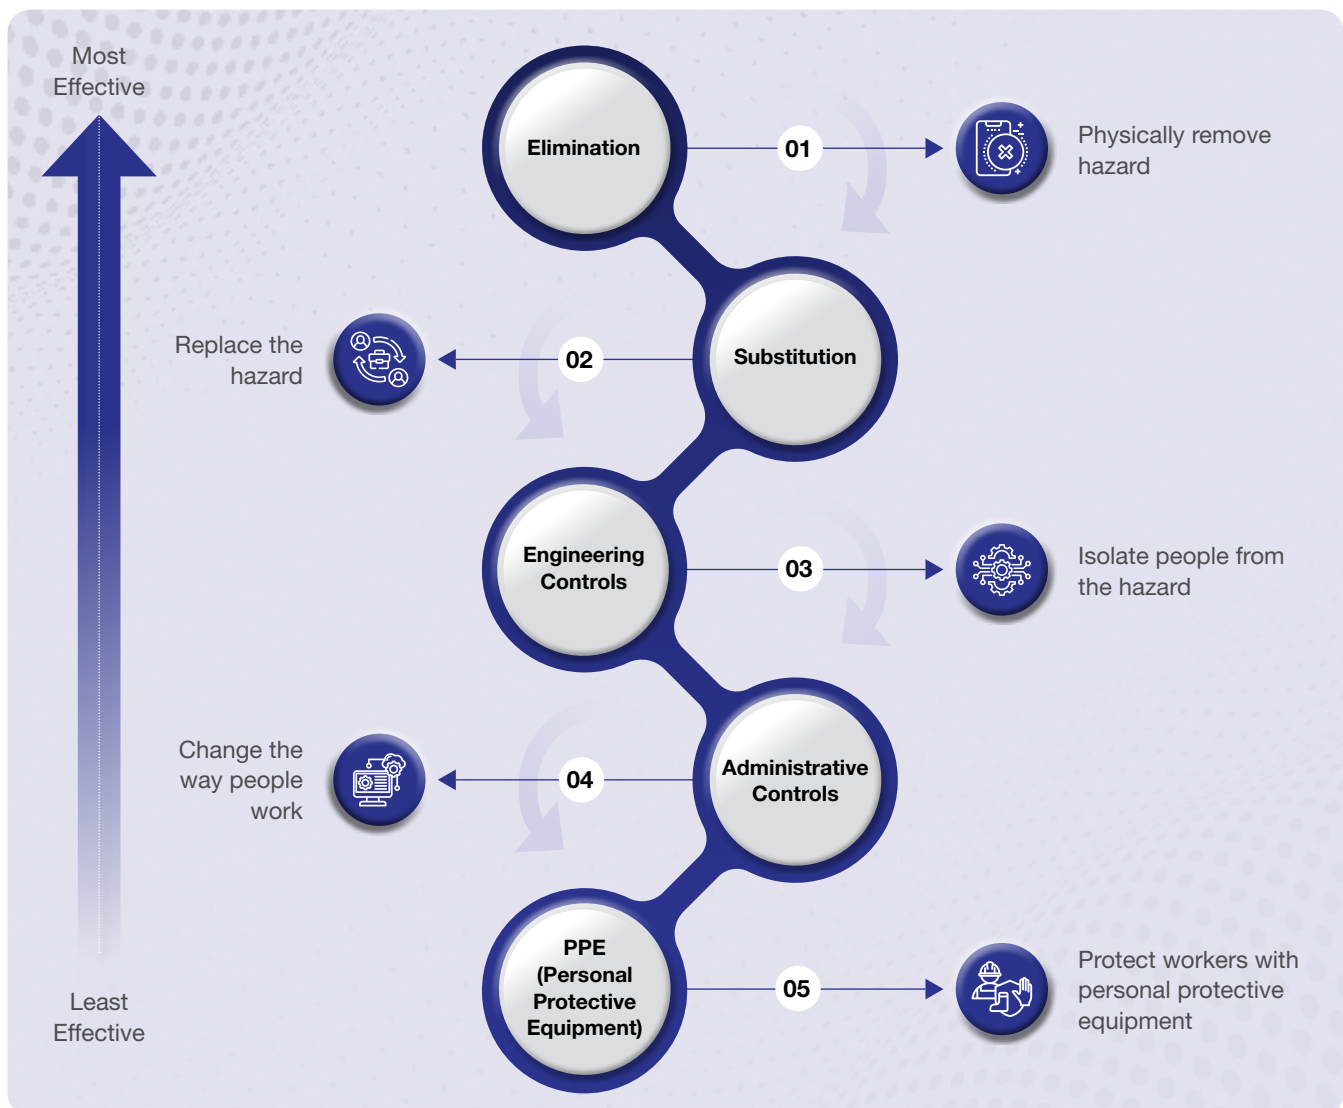 Most
Effective
Elimination
01
Physically remove
hazard
Replace the
hazard
02
Substitution
Engineering
Controls
03
Isolate people from
the hazard
Change the
way people
work
04
Administrative
Controls
PPE
(Personal
Protective
Equipment)
05
Protect workers with
personal protective
equipment
Least
Effective